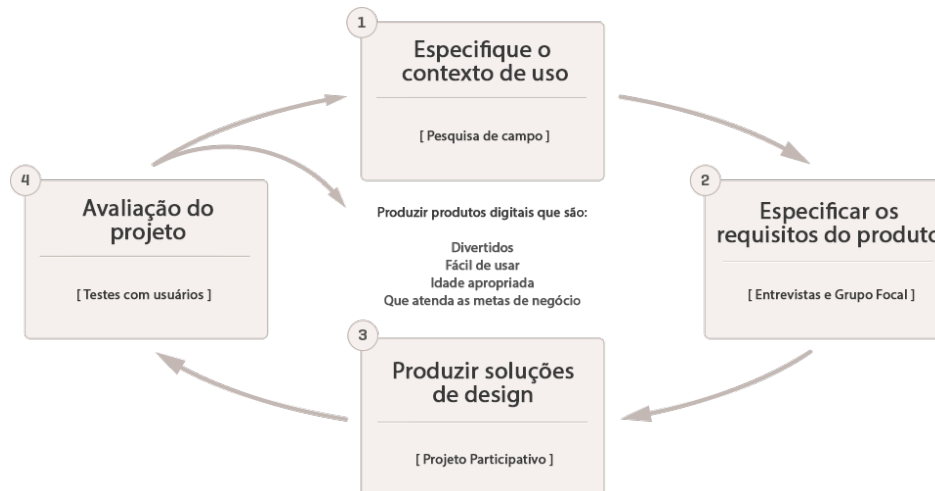 1
Especifique o
contexto de uso
[ Pesquisa de campo ]
2
Especificar os
requisitos do produto
[ Entrevistas e Grupo Focal ]
3
Produzir soluções
de design
[ Projeto Participativo ]
4
Avaliação do
projeto
[ Testes com usuários ]
Produzir produtos digitais que são:
Divertidos
Fácil de usar
Idade apropriada
Que atenda as metas de negócio